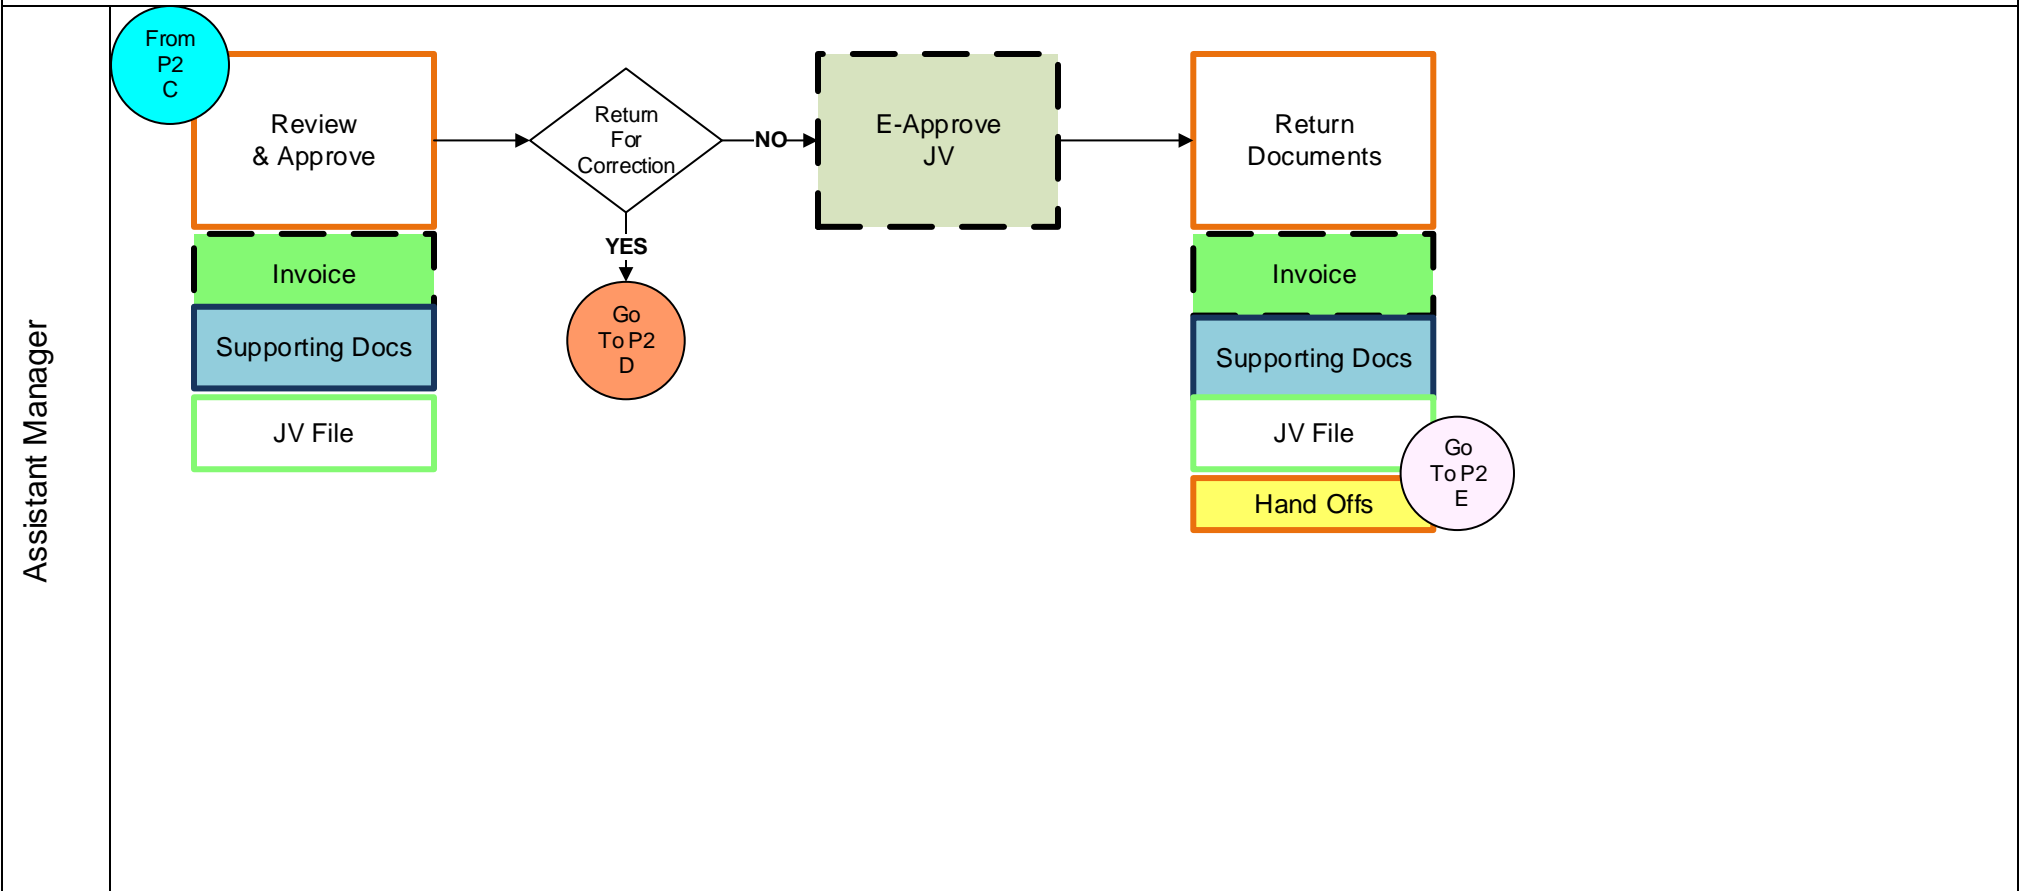 Assistant Manager
From
P2
C
Review
& Approve
Invoice
Supporting Docs
JV File
Return
For
Correction
NO
YES
Go
To P2
D
E-Approve
JV
Return
Documents
Invoice
Supporting Docs
JV File
Hand Offs
Go
To P2
E